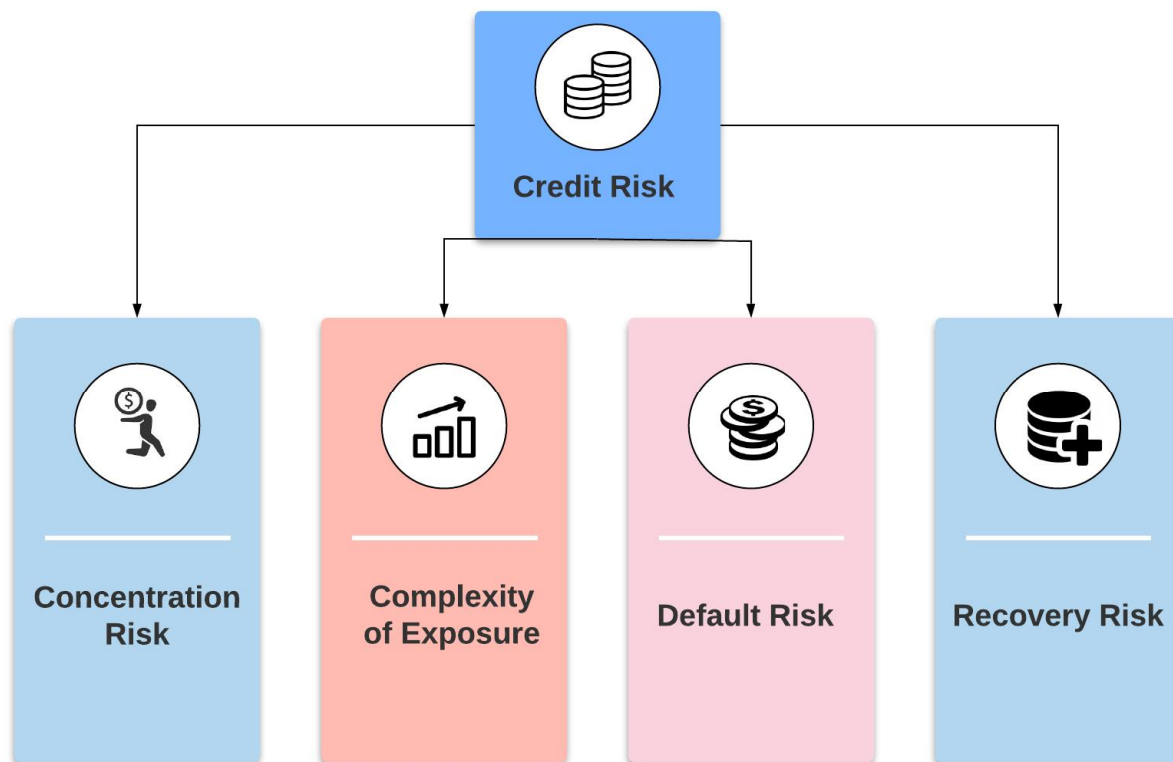 Credit Risk
$
$
Concentration
Risk
Complexity
of Exposure
Default Risk
Recovery Risk